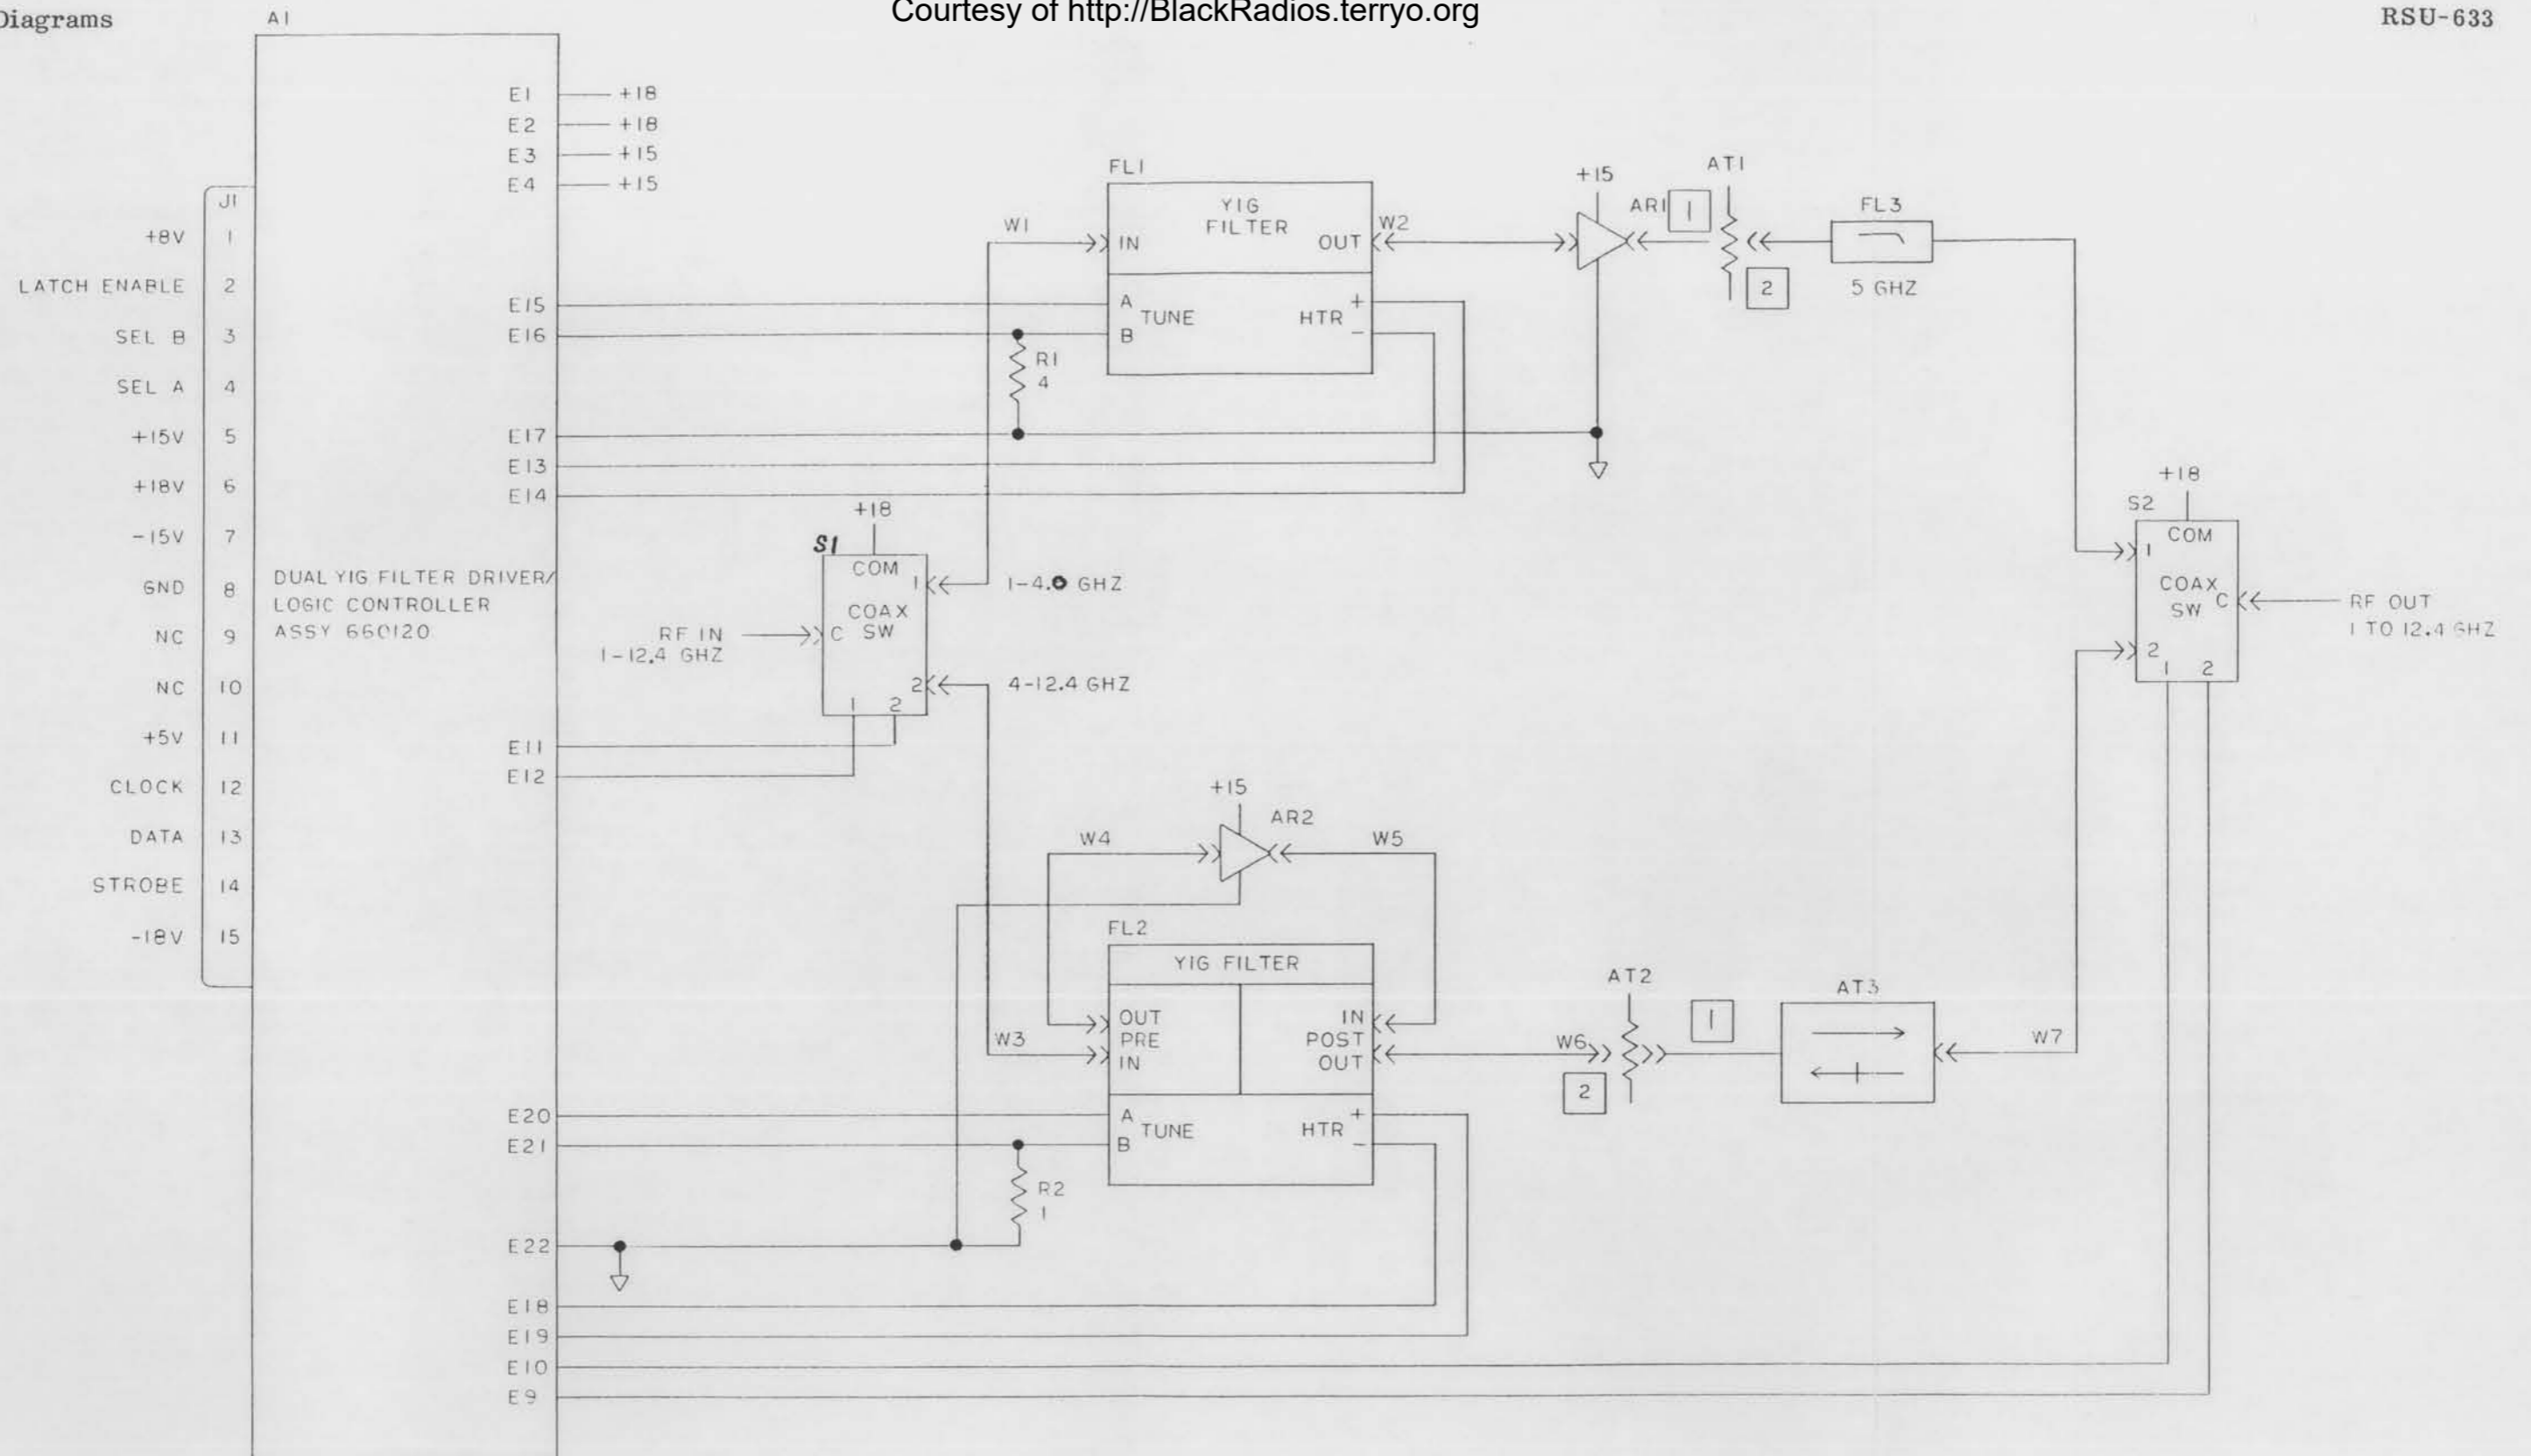 Diagrams
A1
Courtesy of http://BlackRadios.terryo.org
RSU-633
E1 +18
E2 +18
E3 +15
E4 +15
J1
+8V 1
LATCH ENABLE 2
SEL B 3
SEL A 4
+15V 5
+18V 6
-15V 7
GND 8
NC 9
NC 10
+5V 11
CLOCK 12
DATA 13
STROBE 14
-18V 15
DUAL YIG FILTER DRIVER/
LOGIC CONTROLLER
ASSY 660120
E15
E16
E17
E13
E14
E11
E12
E20
E21
E22
E18
E19
E10
E9
FL1
YIG
FILTER
W1
IN
OUT
W2
A
TUNE
B
HTR
+
-
R1
4
+15
AR1
1
AT1
2
FL3
5 GHZ
+18
S1
COM
1
1-4.0 GHZ
COAX
C SW
RF IN
1-12.4 GHZ
2
4-12.4 GHZ
1 2
+18
S2
COM
1
COAX
SW C
RF OUT
1 TO 12.4 GHZ
2
1 2
+15
AR2
W4
W5
FL2
YIG FILTER
OUT
PRE
IN
IN
POST
OUT
W3
A
TUNE
B
HTR
+
-
R2
1
W6
2
AT2
1
AT3
W7